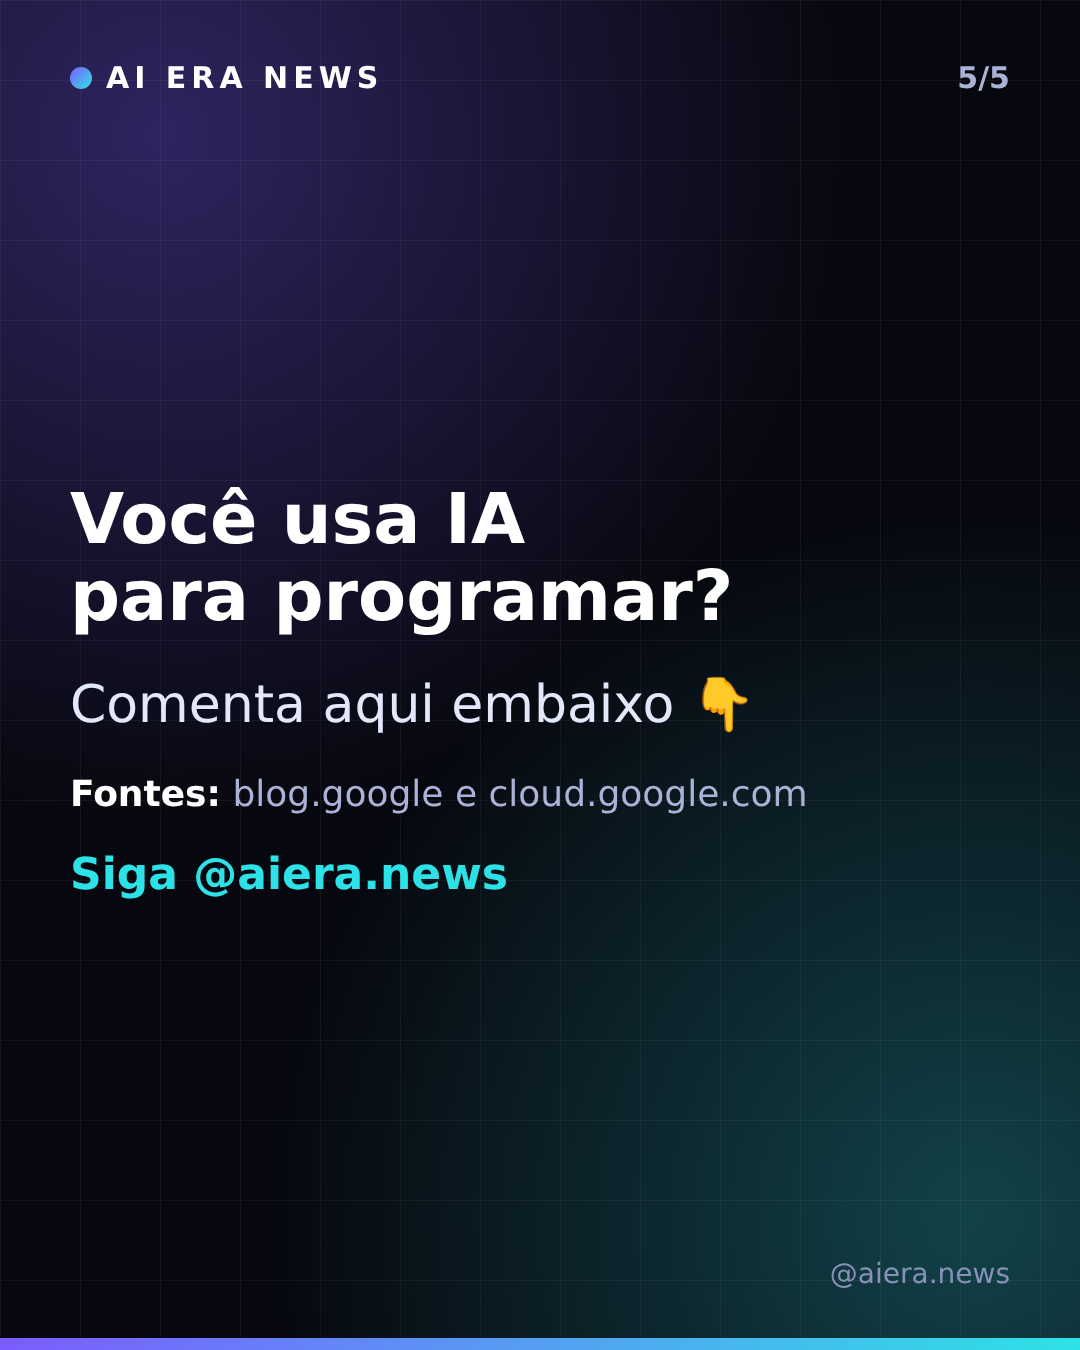 AI ERA NEWS
5/5
Você usa IA
para programar?
Comenta aqui embaixo 👇
Fontes: blog.google e cloud.google.com
Siga @aiera.news
@aiera.news